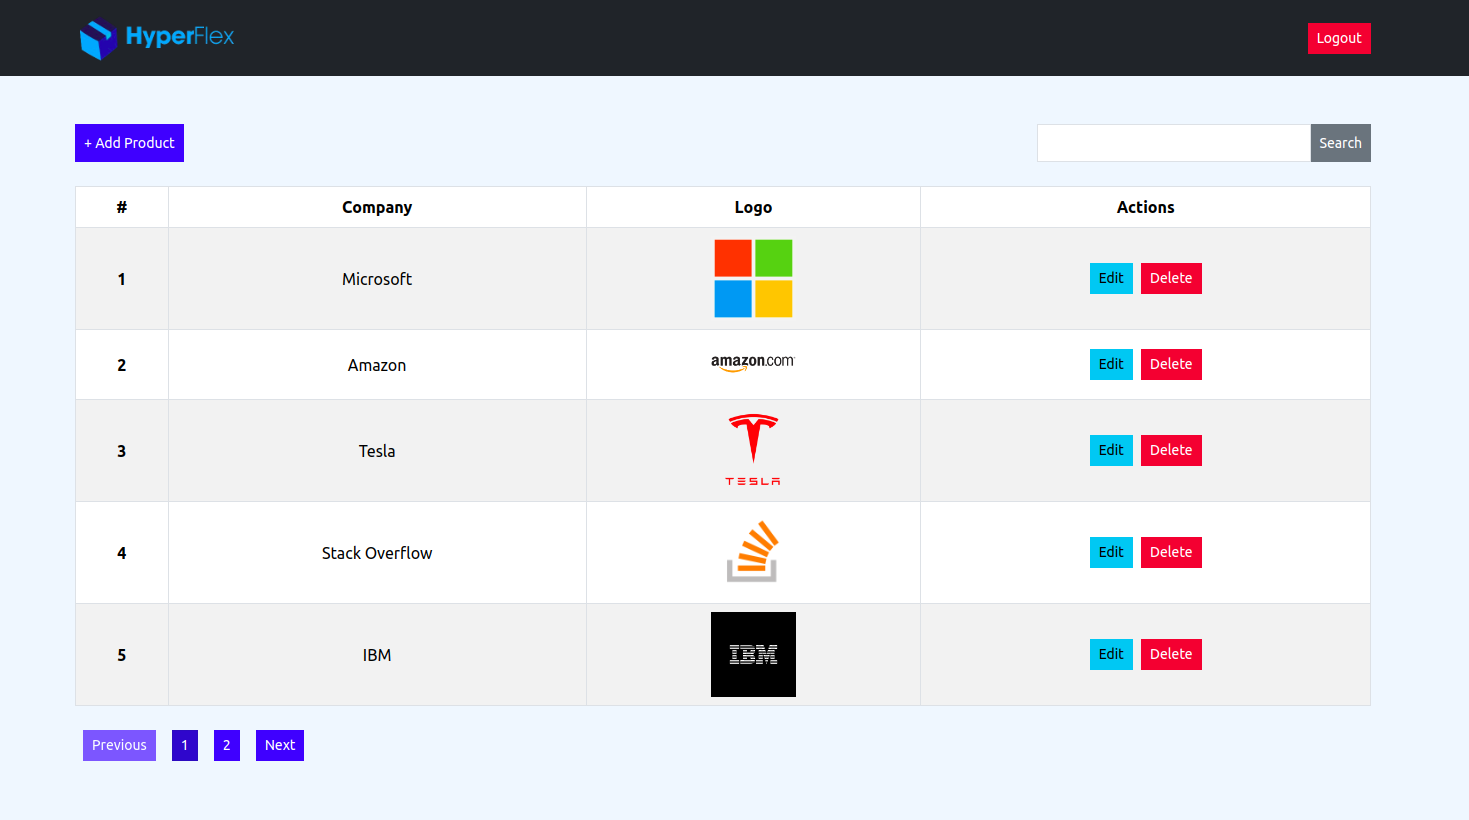 HyperFlex
Logout
+ Add Product
Search
# Company Logo Actions
1 Microsoft Edit Delete
2 Amazon amazon.com Edit Delete
3 Tesla TESLA Edit Delete
4 Stack Overflow Edit Delete
5 IBM IBM Edit Delete
Previous 1 2 Next